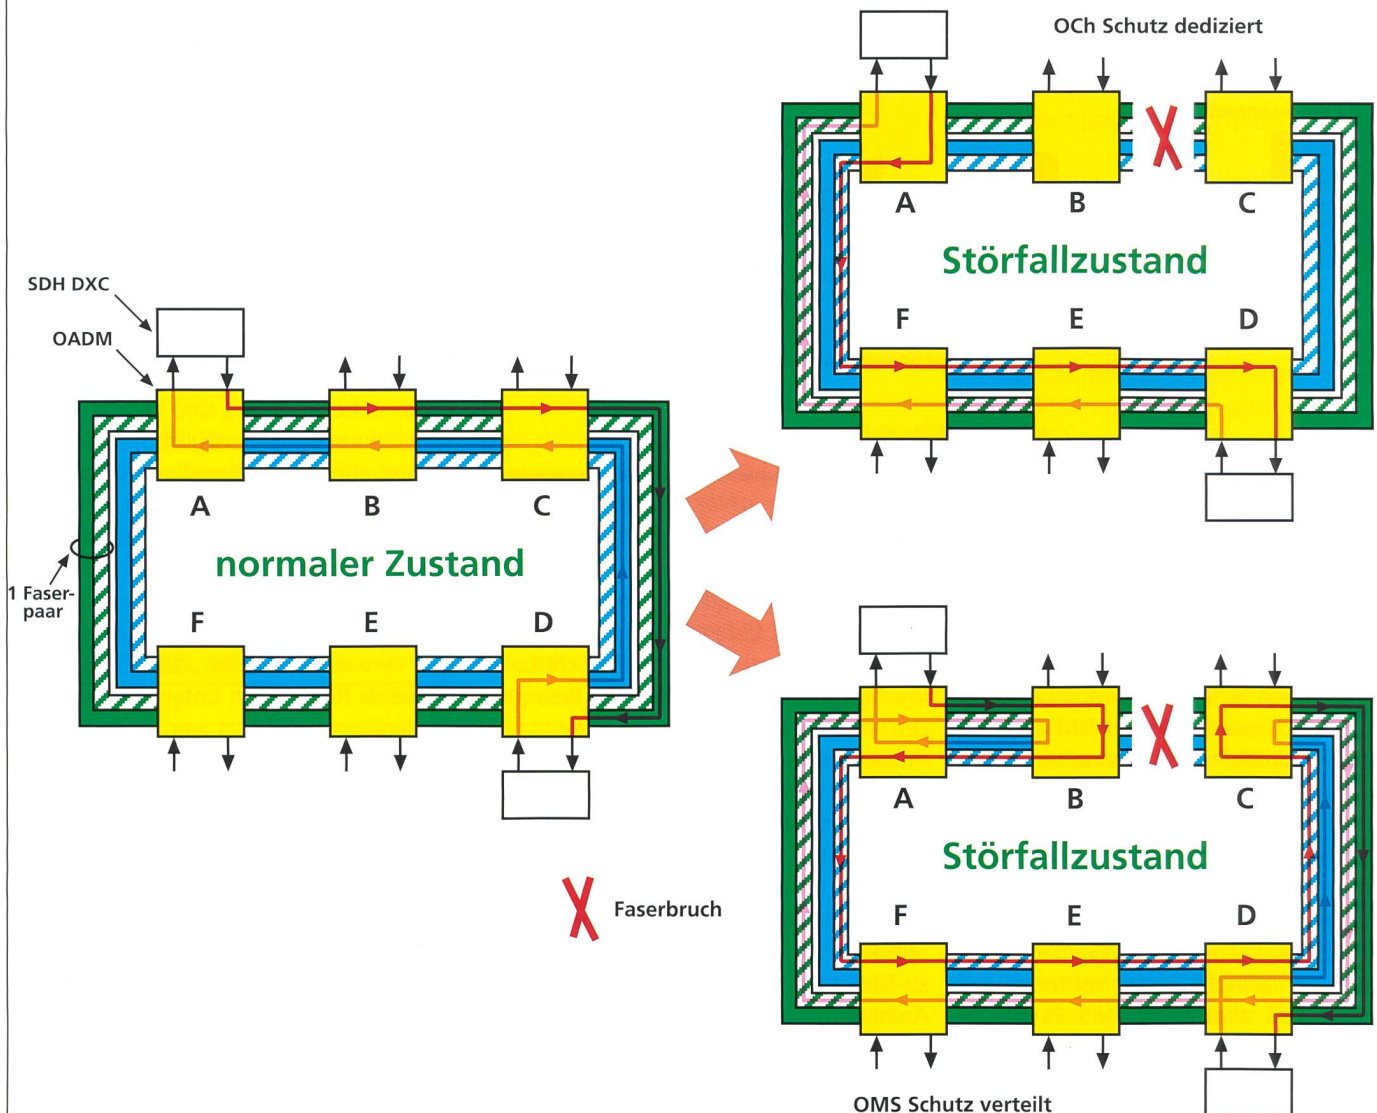 OCh Schutz dediziert
A
B
C
Störfallzustand
F
E
D
SDH DXC
OADM
A
B
C
normaler Zustand
1 Faser-
paar
F
E
D
Faserbruch
A
B
C
Störfallzustand
F
E
D
OMS Schutz verteilt